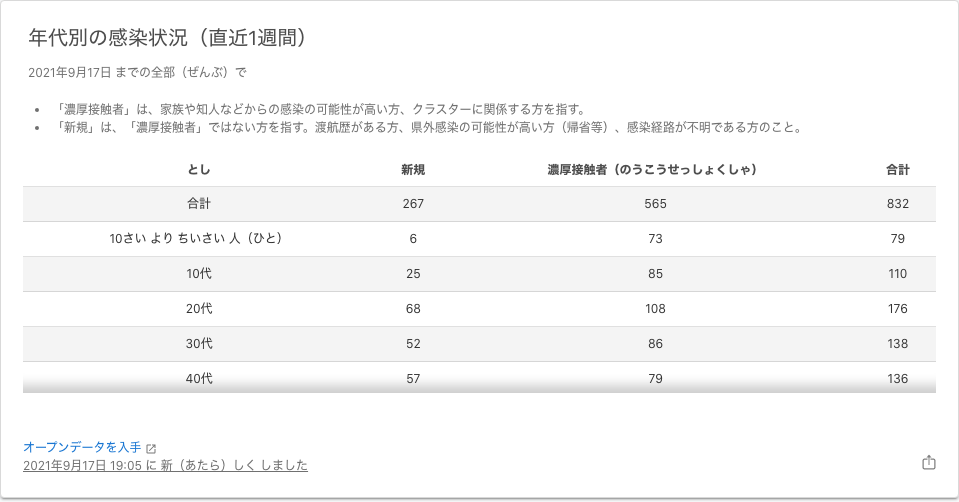 年代別の感染状況（直近1週間）
2021年9月17日 までの全部（ぜんぶ）で
• 「濃厚接触者」は、家族や知人などからの感染の可能性が高い方、クラスターに関係する方を指す。
• 「新規」は、「濃厚接触者」ではない方を指す。渡航歴がある方、県外感染の可能性が高い方（帰省等）、感染経路が不明である方のこと。
とし 新規 濃厚接触者（のうこうせっしょくしゃ） 合計
合計 267 565 832
10さい より ちいさい 人（ひと） 6 73 79
10代 25 85 110
20代 68 108 176
30代 52 86 138
40代 57 79 136
オープンデータを入手
2021年9月17日 19:05 に 新（あたら）しく しました